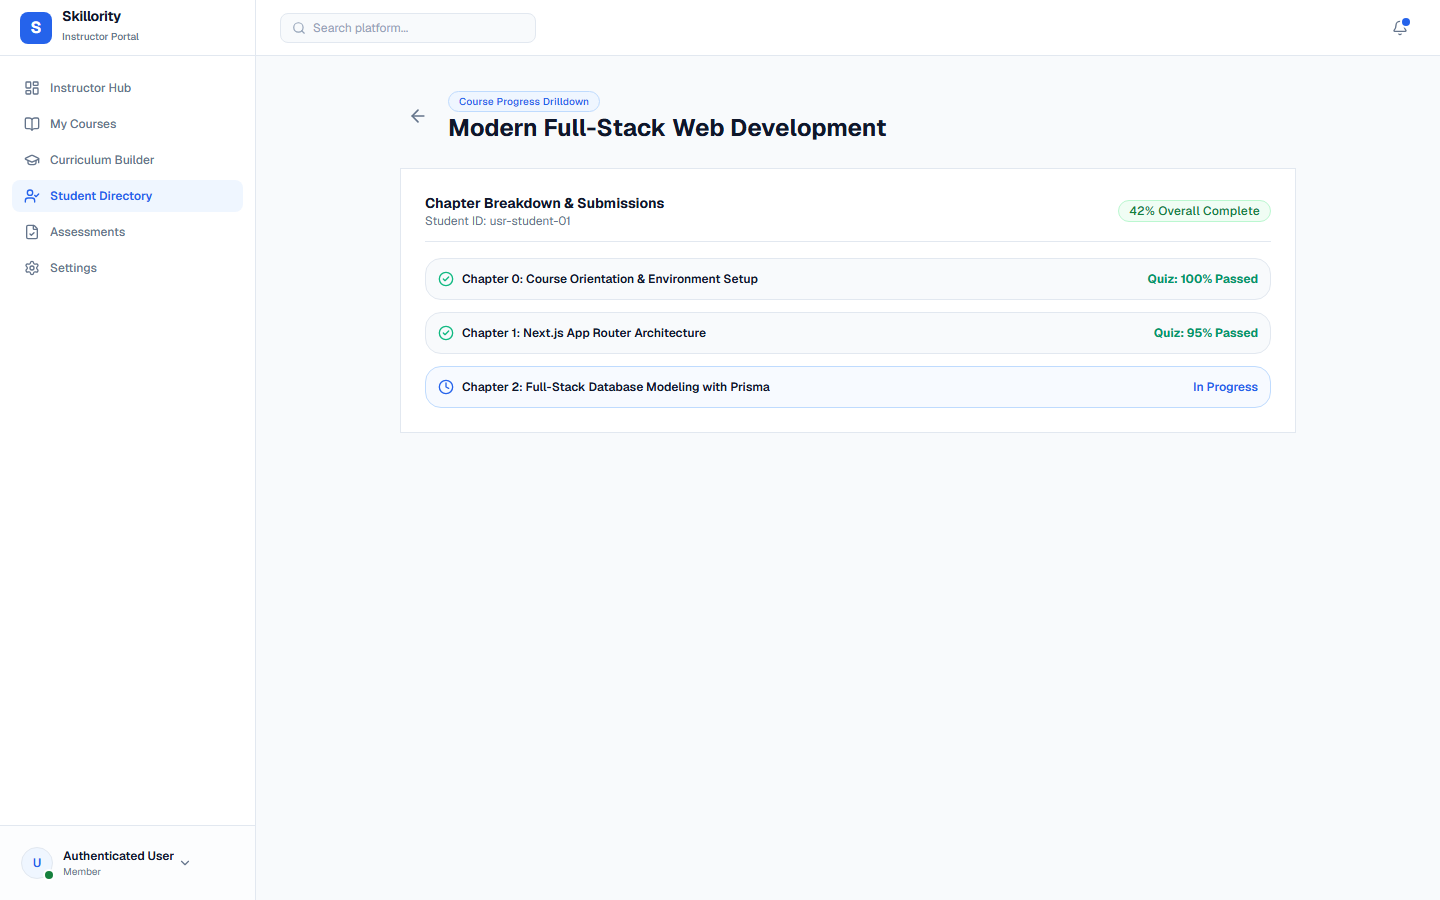 S
Skillority
Instructor Portal
Search platform...
Instructor Hub
My Courses
Curriculum Builder
Student Directory
Assessments
Settings
Course Progress Drilldown
Modern Full-Stack Web Development
Chapter Breakdown & Submissions
Student ID: usr-student-01
42% Overall Complete
Chapter 0: Course Orientation & Environment Setup
Quiz: 100% Passed
Chapter 1: Next.js App Router Architecture
Quiz: 95% Passed
Chapter 2: Full-Stack Database Modeling with Prisma
In Progress
U
Authenticated User
Member